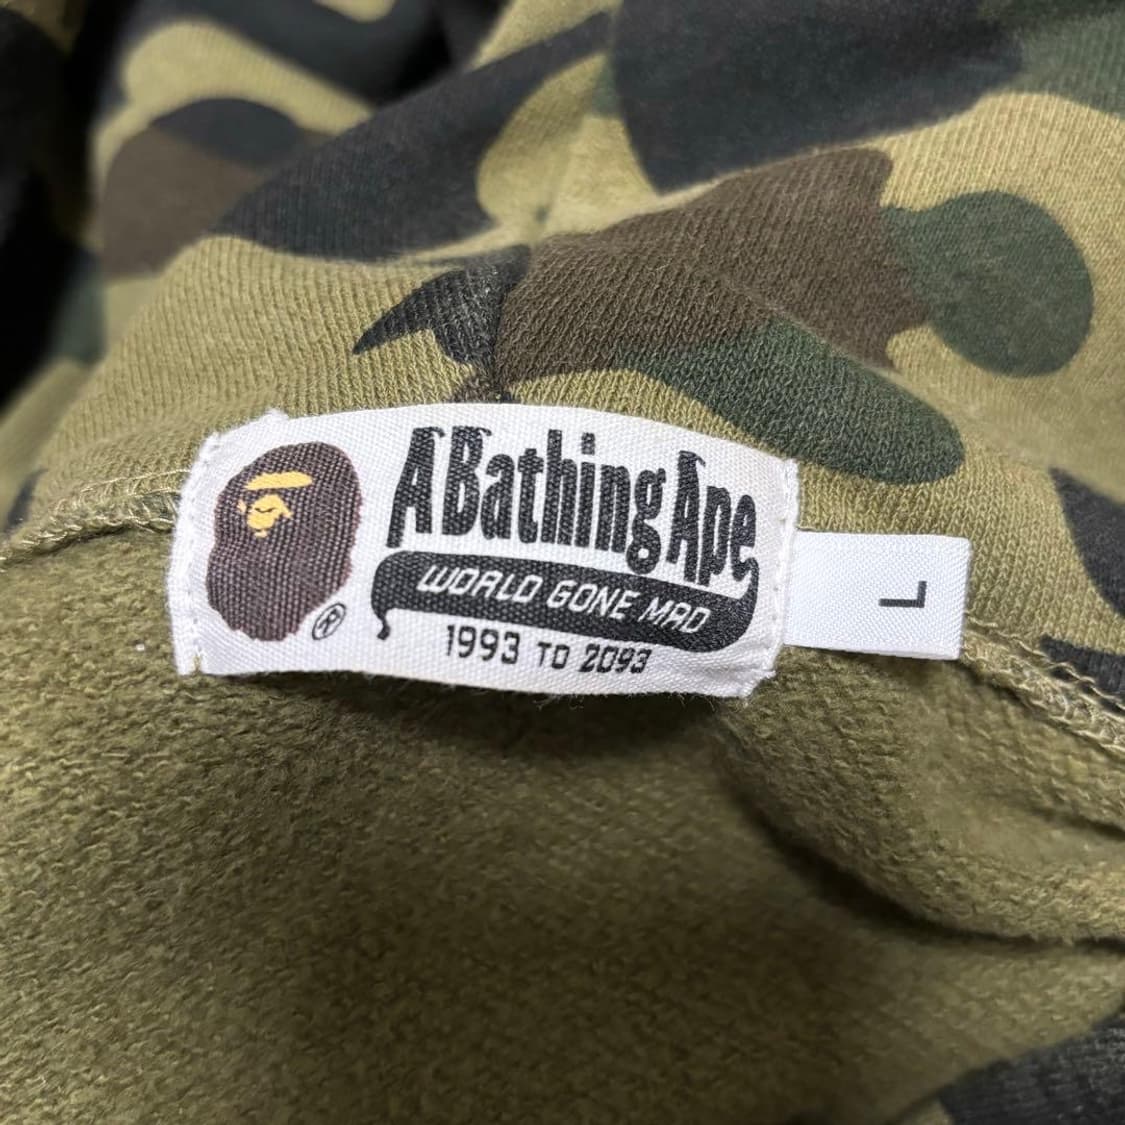 A Bathing Ape
WORLD GONE MAD
1993 TO 2093
®
L